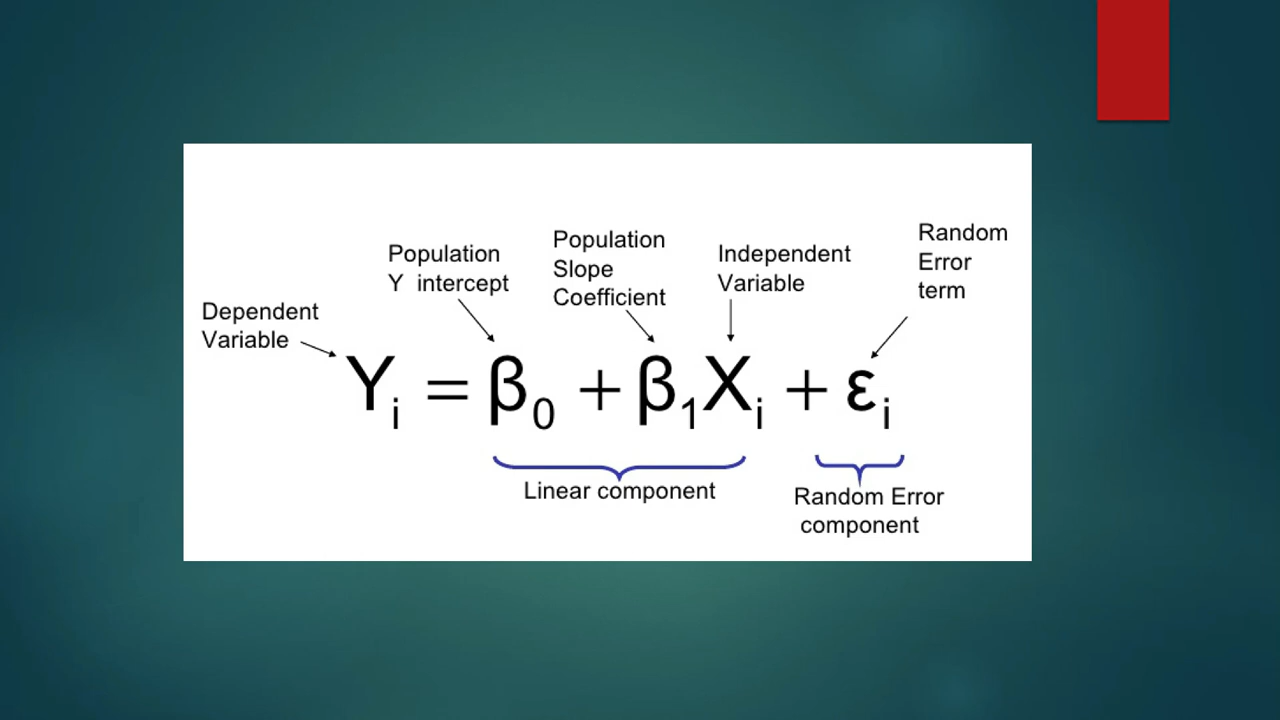 Dependent
Variable
Population
Y intercept
Population
Slope
Coefficient
Independent
Variable
Random
Error
term
Yᵢ = β₀ + β₁Xᵢ + εᵢ
Linear component
Random Error
component